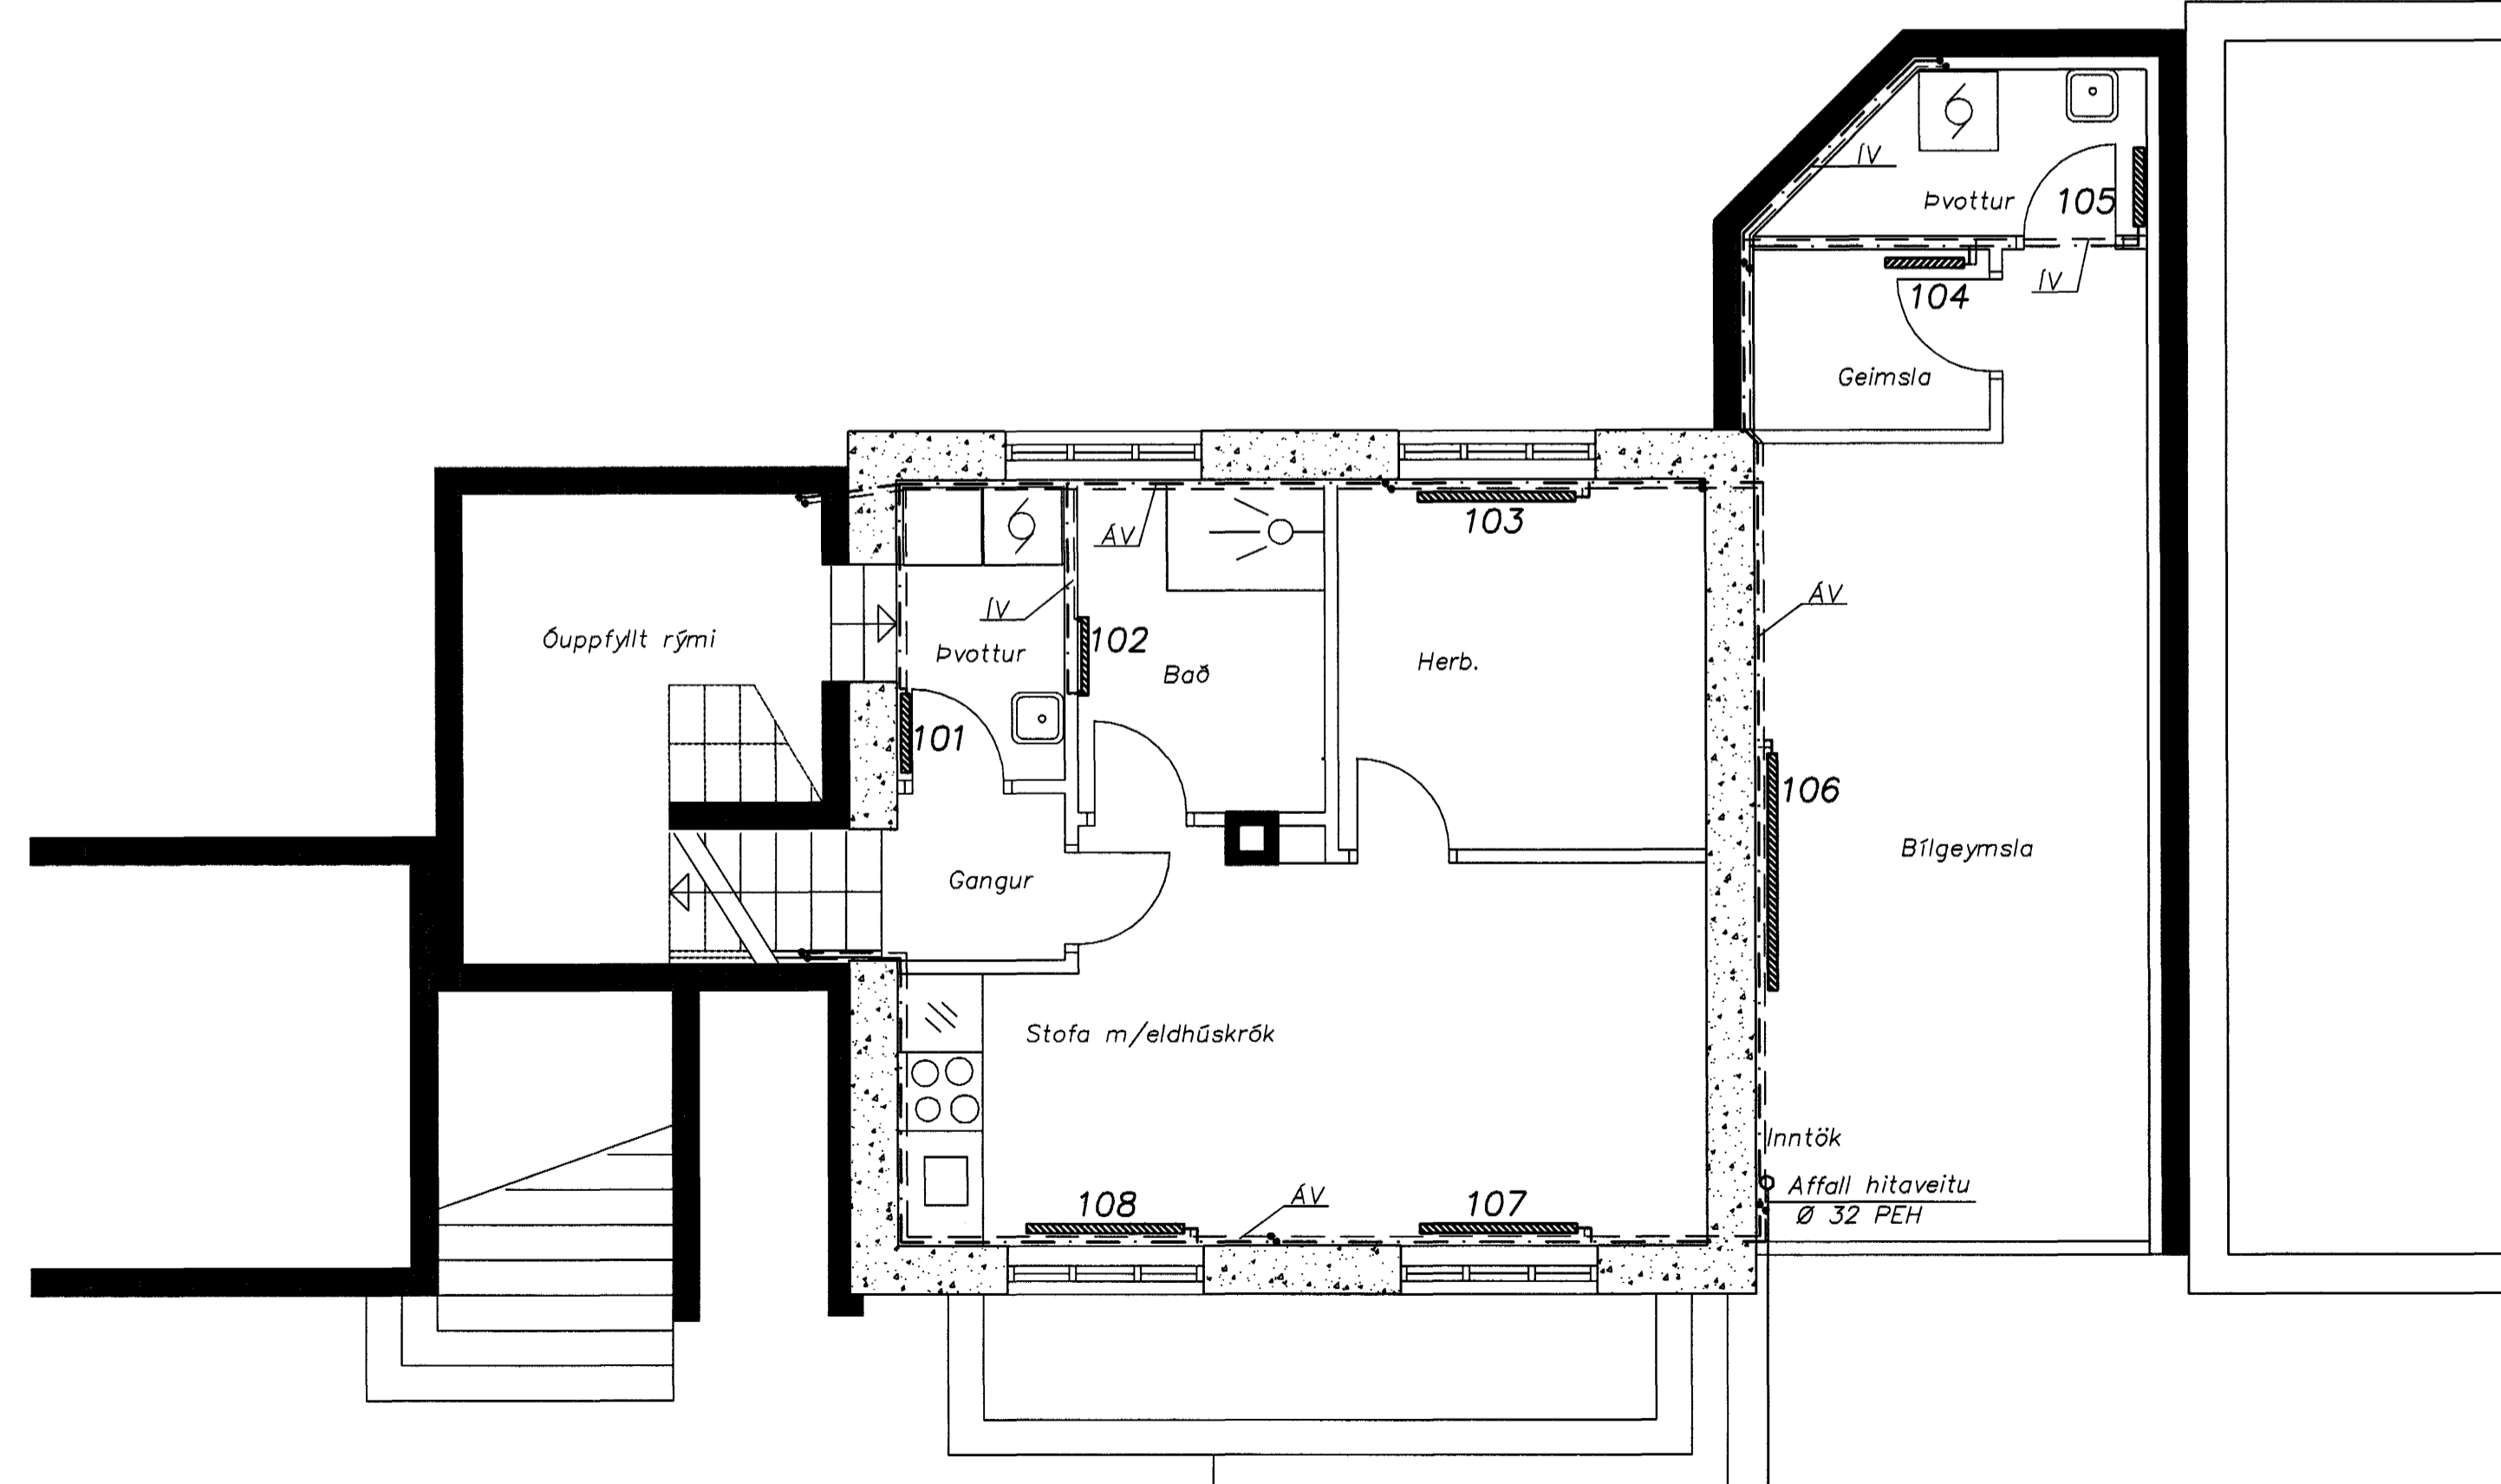 ÍV
Þvottur
105
ÍV
104
Geimsla
103
ÁV
ÍV
102
ÁV
Óuppfyllt rými
Þvottur
Bað
Herb.
101
106
Bílgeymsla
Gangur
Stofa m/eldhúskrók
Inntök
108
ÁV
107
Affall hitaveitu
Ø 32 PEH